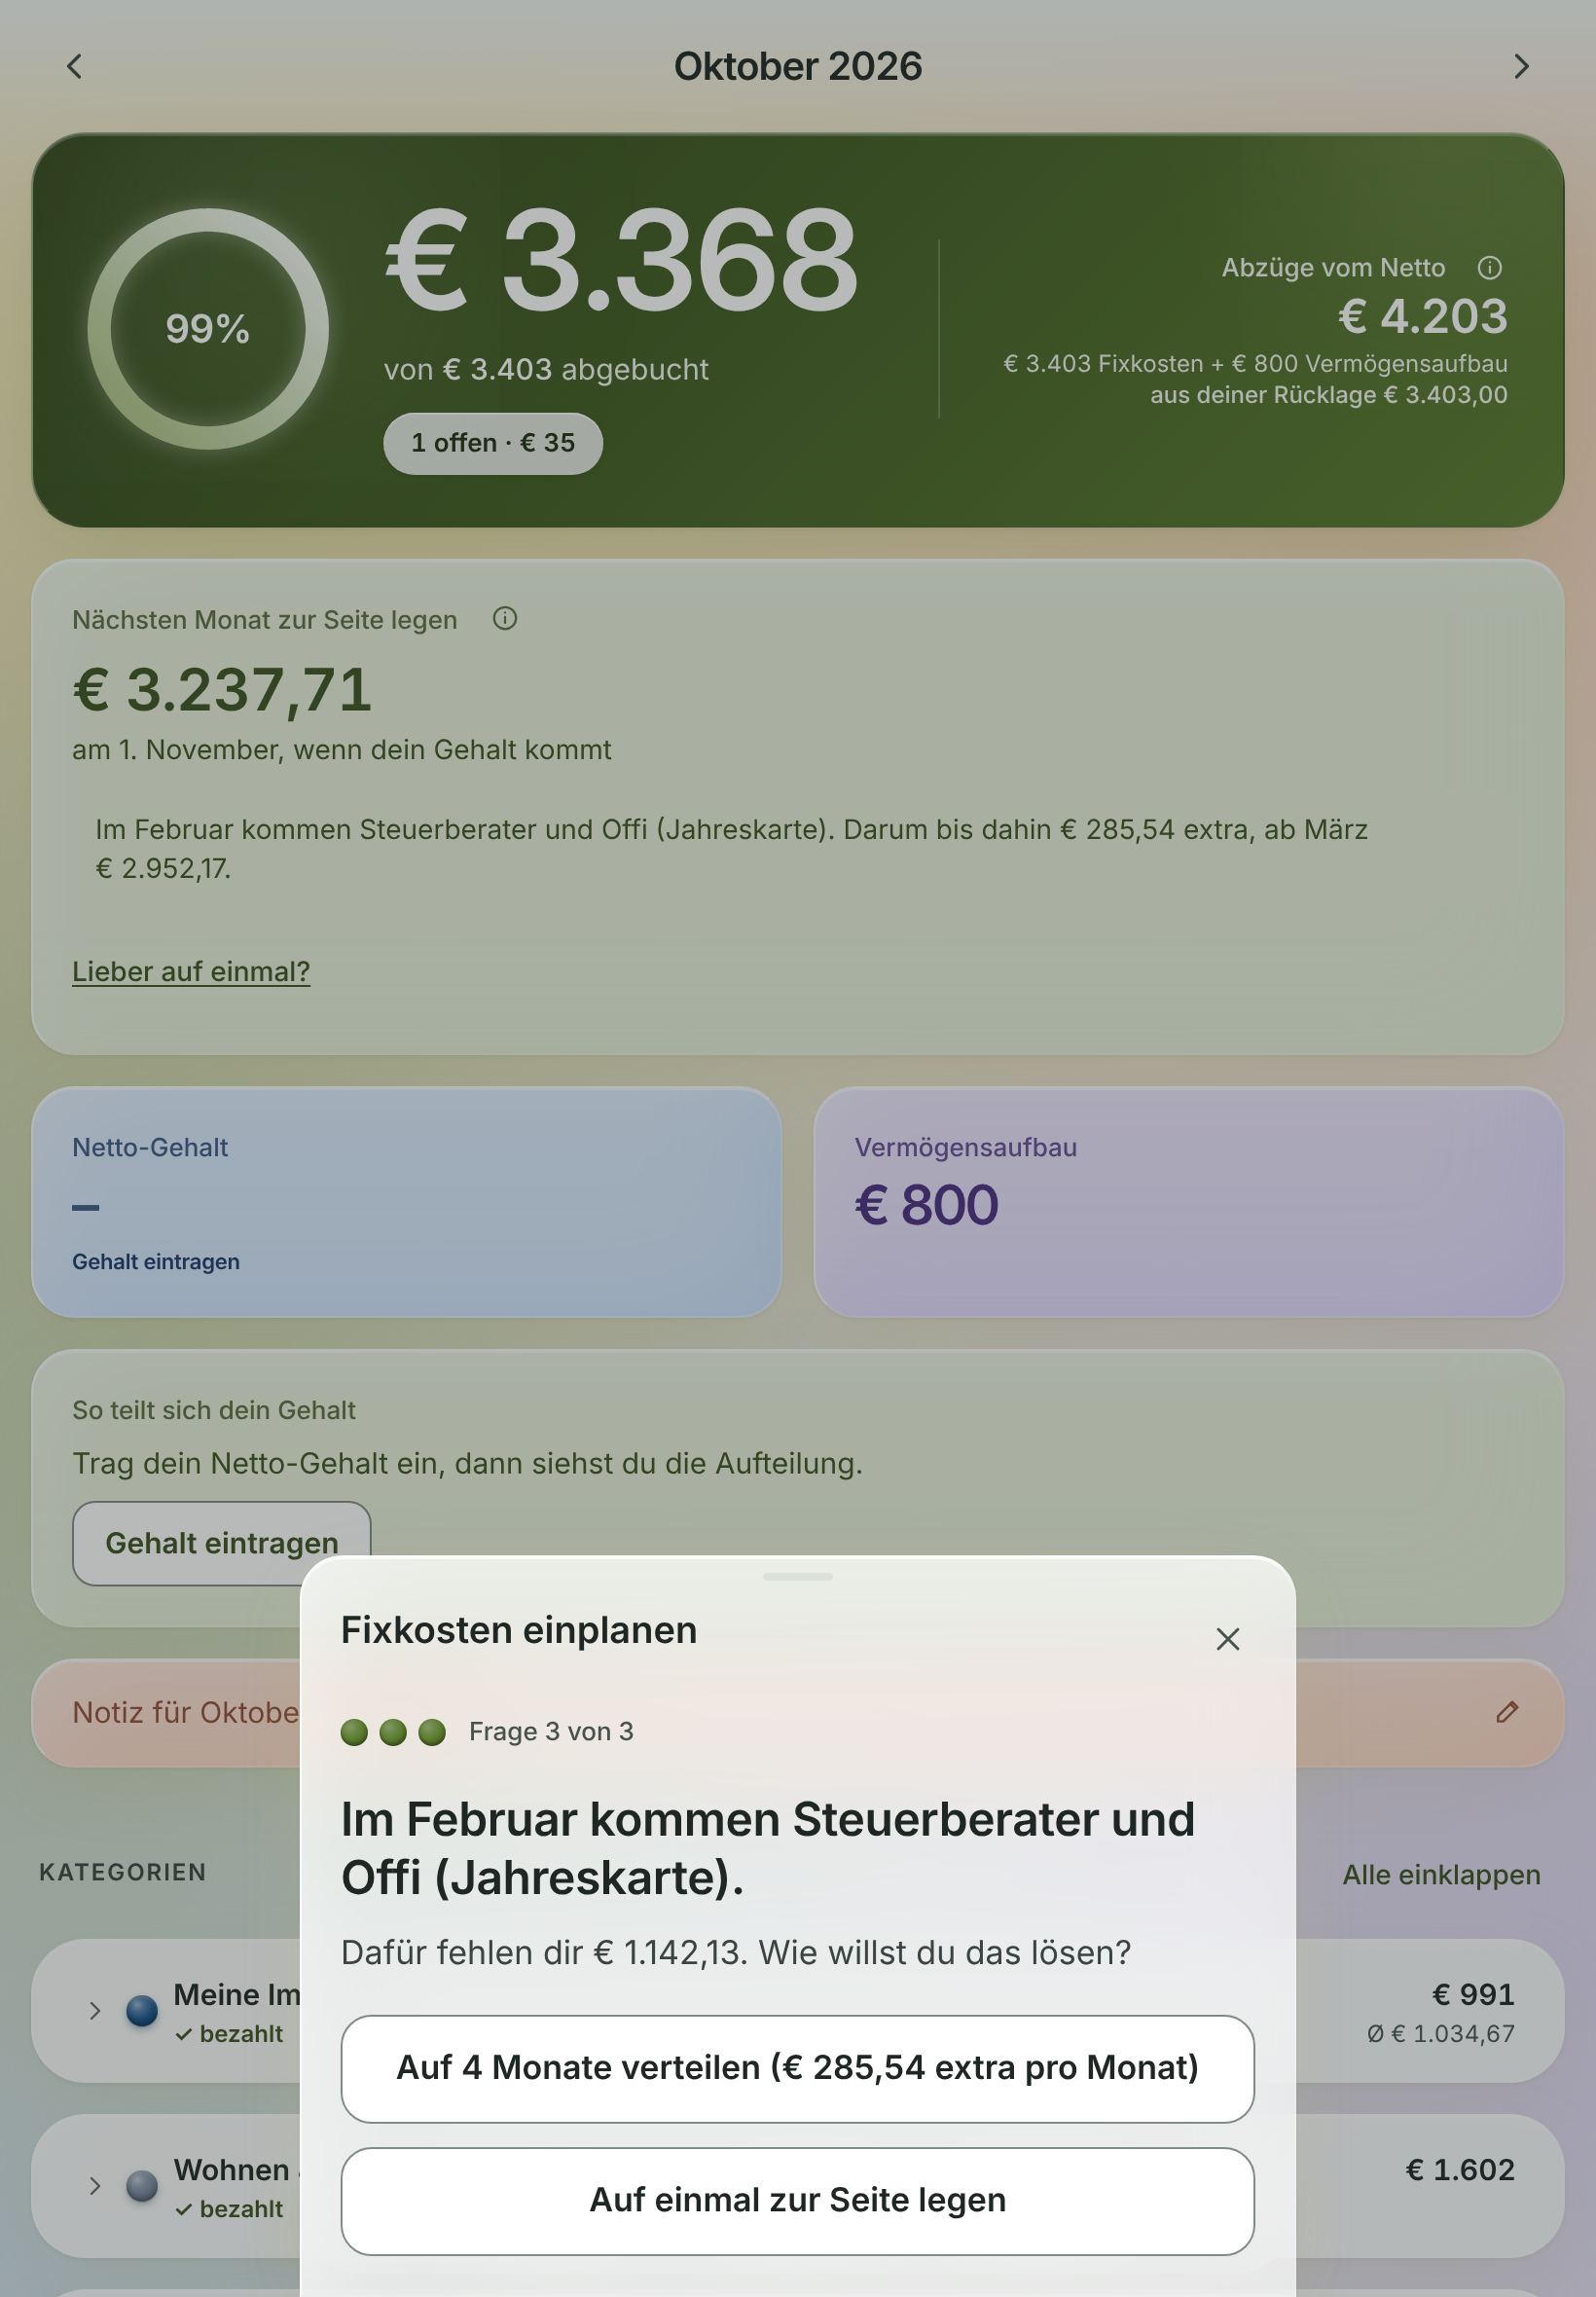 Oktober 2026
99%
€ 3.368
von € 3.403 abgebucht
1 offen · € 35
Abzüge vom Netto
€ 4.203
€ 3.403 Fixkosten + € 800 Vermögensaufbau
aus deiner Rücklage € 3.403,00
Nächsten Monat zur Seite legen
€ 3.237,71
am 1. November, wenn dein Gehalt kommt
Im Februar kommen Steuerberater und Offi (Jahreskarte). Darum bis dahin € 285,54 extra, ab März
€ 2.952,17.
Lieber auf einmal?
Netto-Gehalt
–
Gehalt eintragen
Vermögensaufbau
€ 800
So teilt sich dein Gehalt
Trag dein Netto-Gehalt ein, dann siehst du die Aufteilung.
Gehalt eintragen
Notiz für Oktobe
Fixkosten einplanen
Frage 3 von 3
Im Februar kommen Steuerberater und
Offi (Jahreskarte).
Dafür fehlen dir € 1.142,13. Wie willst du das lösen?
Auf 4 Monate verteilen (€ 285,54 extra pro Monat)
Auf einmal zur Seite legen
KATEGORIEN
Alle einklappen
Meine Im
✓ bezahlt
€ 991
Ø € 1.034,67
Wohnen
✓ bezahlt
€ 1.602